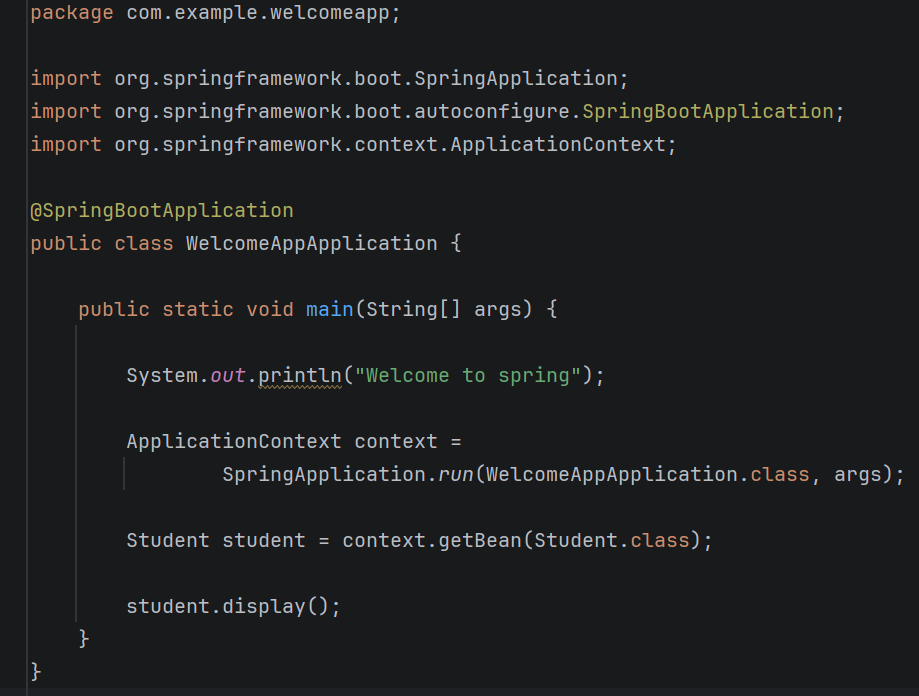 package com.example.welcomeapp;
import org.springframework.boot.SpringApplication;
import org.springframework.boot.autoconfigure.SpringBootApplication;
import org.springframework.context.ApplicationContext;
@SpringBootApplication
public class WelcomeAppApplication {
public static void main(String[] args) {
System.out.println("Welcome to spring");
ApplicationContext context =
SpringApplication.run(WelcomeAppApplication.class, args);
Student student = context.getBean(Student.class);
student.display();
}
}